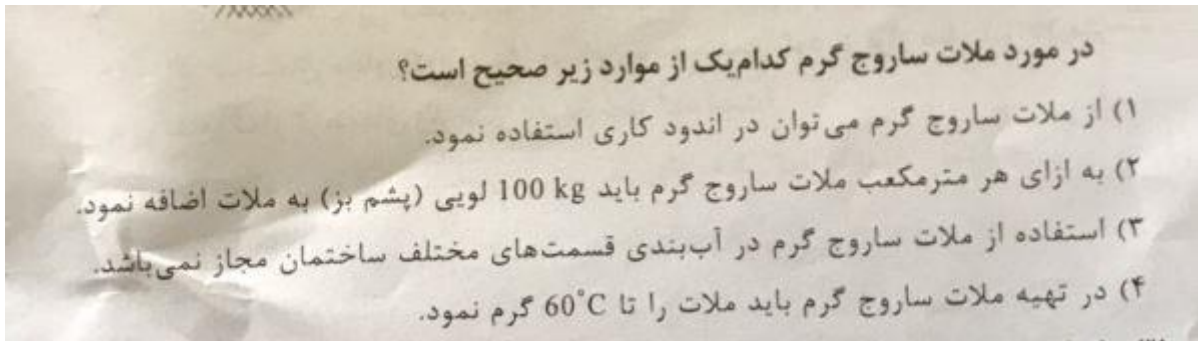 در مورد ملات ساروج گرم کدام‌یک از موارد زیر صحیح است؟
۱) از ملات ساروج گرم می‌توان در اندود کاری استفاده نمود.
۲) به ازای هر مترمکعب ملات ساروج گرم باید 100 kg لویی (پشم بز) به ملات اضافه نمود.
۳) استفاده از ملات ساروج گرم در آب‌بندی قسمت‌های مختلف ساختمان مجاز نمی‌باشد.
۴) در تهیه ملات ساروج گرم باید ملات را تا 60°C گرم نمود.